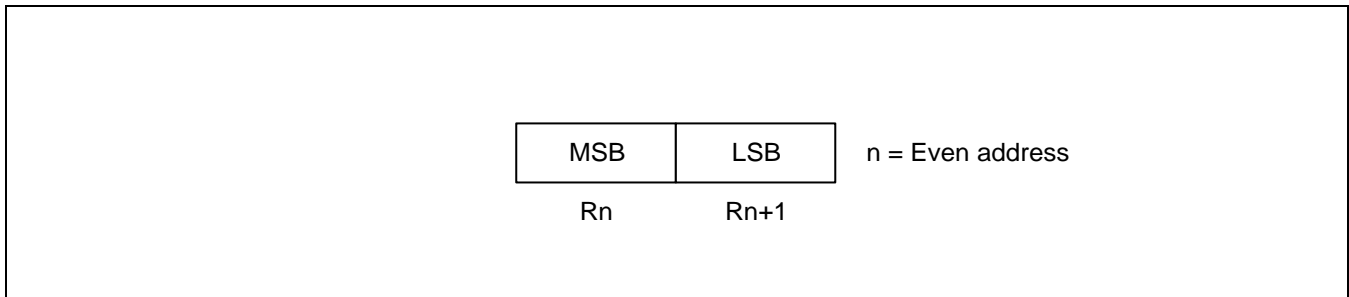 MSB LSB n = Even address
Rn Rn+1